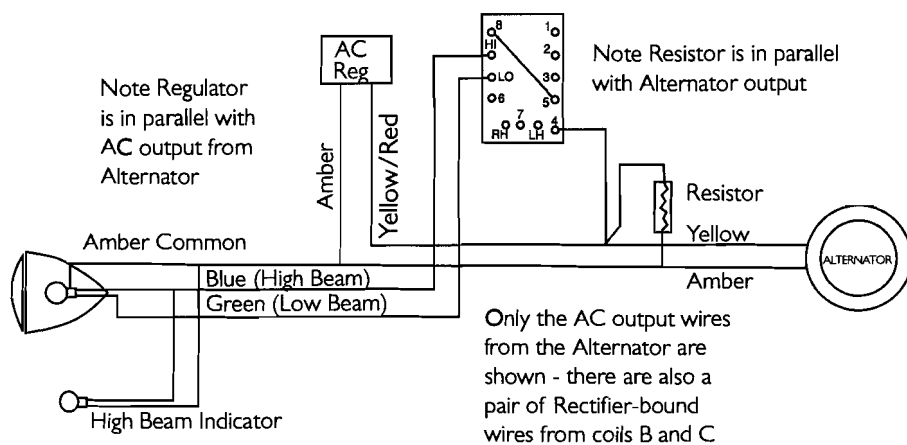 Note Regulator
is in parallel with
AC output from
Alternator
AC
Reg
Amber
Yellow/Red
8
HI
LO
6
RH
7
LH
1
2
3
5
4
Note Resistor is in parallel
with Alternator output
Resistor
Yellow
Amber
ALTERNATOR
Amber Common
Blue (High Beam)
Green (Low Beam)
High Beam Indicator
Only the AC output wires
from the Alternator are
shown - there are also a
pair of Rectifier-bound
wires from coils B and C